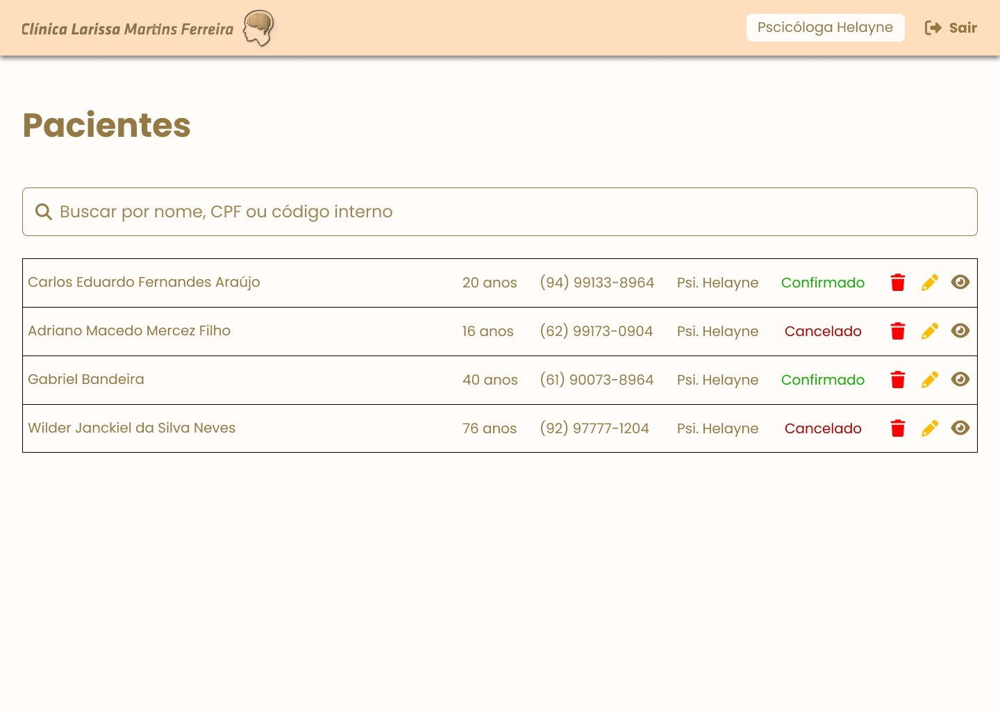 Clínica Larissa Martins Ferreira
Pscicóloga Helayne
Sair
Pacientes
Buscar por nome, CPF ou código interno
Carlos Eduardo Fernandes Araújo 20 anos (94) 99133-8964 Psi. Helayne Confirmado
Adriano Macedo Mercez Filho 16 anos (62) 99173-0904 Psi. Helayne Cancelado
Gabriel Bandeira 40 anos (61) 90073-8964 Psi. Helayne Confirmado
Wilder Janckiel da Silva Neves 76 anos (92) 97777-1204 Psi. Helayne Cancelado